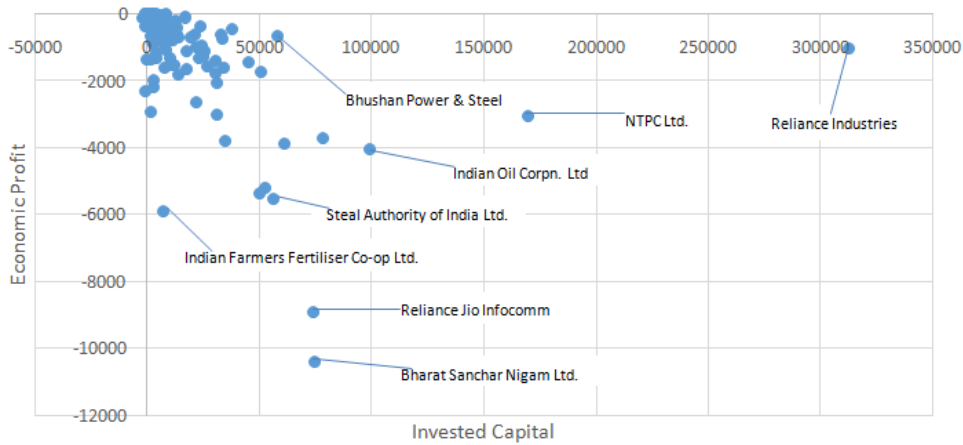 0
-50000
0
50000
100000
150000
200000
250000
300000
350000
-2000
-4000
-6000
-8000
-10000
-12000
Economic Profit
Bhushan Power & Steel
NTPC Ltd.
Reliance Industries
Indian Oil Corpn. Ltd
Steal Authority of India Ltd.
Indian Farmers Fertiliser Co-op Ltd.
Reliance Jio Infocomm
Bharat Sanchar Nigam Ltd.
Invested Capital